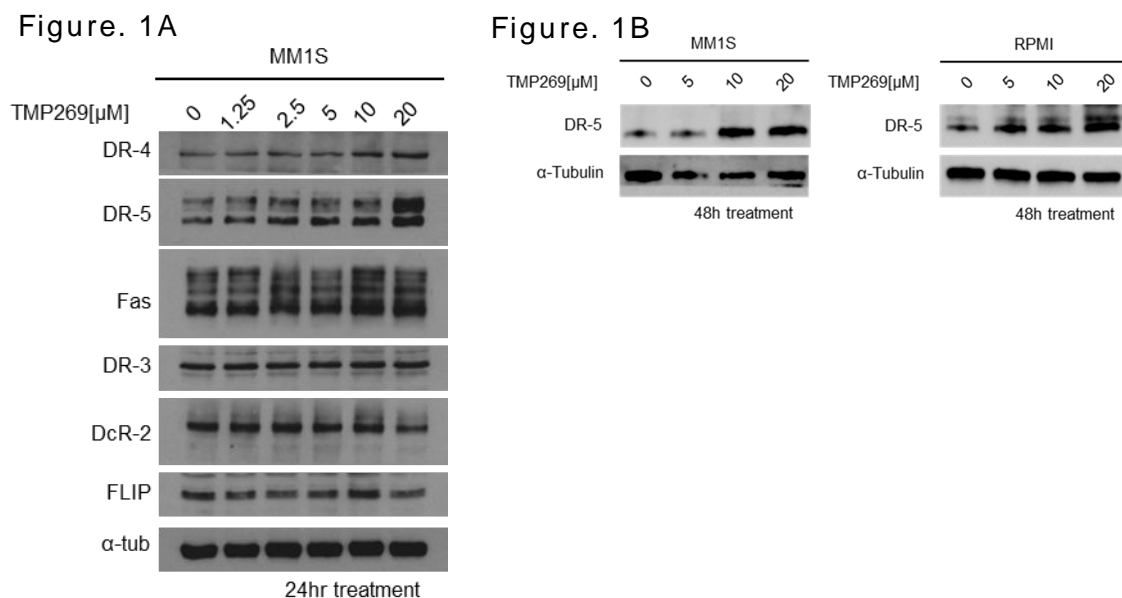 Figure. 1A
MM1S
TMP269[µM] 0 1.25 2.5 5 10 20
DR-4
DR-5
Fas
DR-3
DcR-2
FLIP
α-tub
24hr treatment
Figure. 1B
MM1S
TMP269[µM] 0 5 10 20
DR-5
α-Tubulin
48h treatment
RPMI
TMP269[µM] 0 5 10 20
DR-5
α-Tubulin
48h treatment